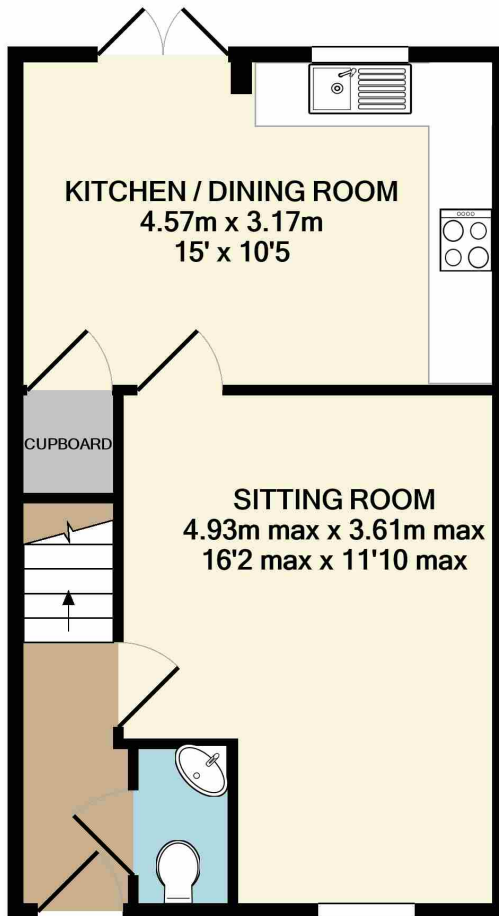 KITCHEN / DINING ROOM
4.57m x 3.17m
15' x 10'5
CUPBOARD
SITTING ROOM
4.93m max x 3.61m max
16'2 max x 11'10 max